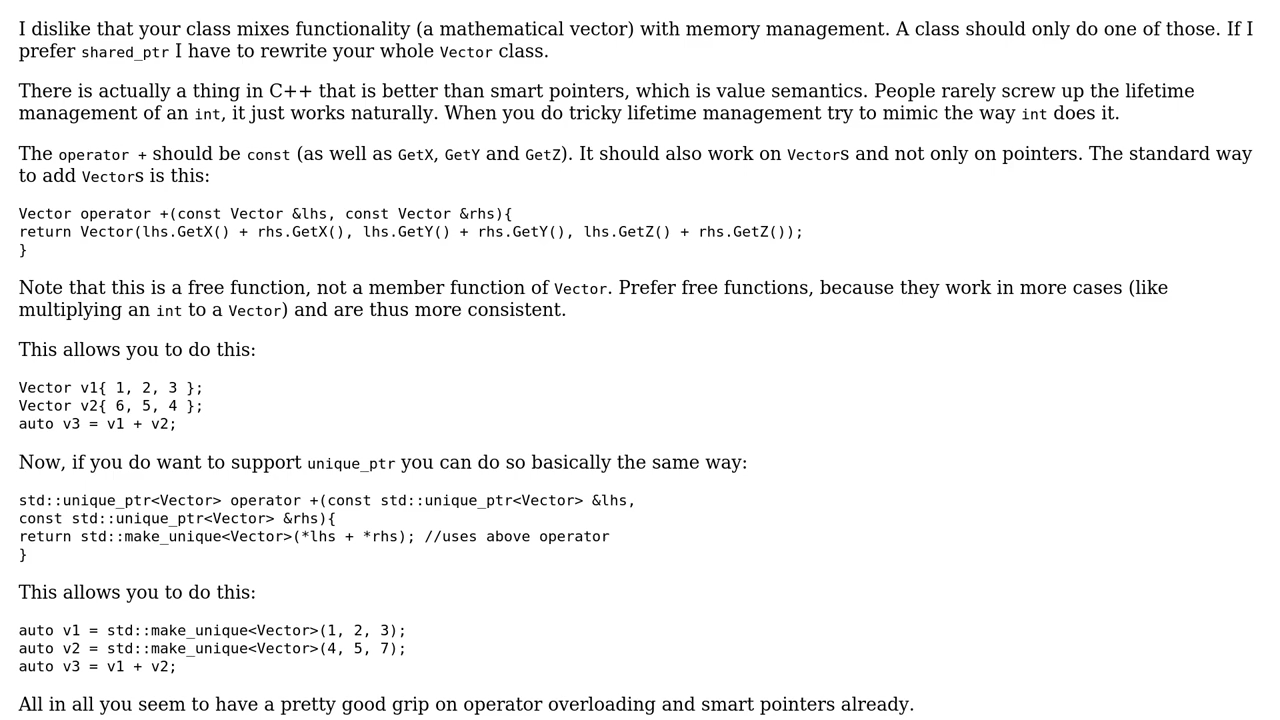 I dislike that your class mixes functionality (a mathematical vector) with memory management. A class should only do one of those. If I
prefer shared_ptr I have to rewrite your whole Vector class.
There is actually a thing in C++ that is better than smart pointers, which is value semantics. People rarely screw up the lifetime
management of an int, it just works naturally. When you do tricky lifetime management try to mimic the way int does it.
The operator + should be const (as well as GetX, GetY and GetZ). It should also work on Vectors and not only on pointers. The standard way
to add Vectors is this:
Vector operator +(const Vector &lhs, const Vector &rhs){
return Vector(lhs.GetX() + rhs.GetX(), lhs.GetY() + rhs.GetY(), lhs.GetZ() + rhs.GetZ());
}
Note that this is a free function, not a member function of Vector. Prefer free functions, because they work in more cases (like
multiplying an int to a Vector) and are thus more consistent.
This allows you to do this:
Vector v1{ 1, 2, 3 };
Vector v2{ 6, 5, 4 };
auto v3 = v1 + v2;
Now, if you do want to support unique_ptr you can do so basically the same way:
std::unique_ptr<Vector> operator +(const std::unique_ptr<Vector> &lhs,
const std::unique_ptr<Vector> &rhs){
return std::make_unique<Vector>(*lhs + *rhs); //uses above operator
}
This allows you to do this:
auto v1 = std::make_unique<Vector>(1, 2, 3);
auto v2 = std::make_unique<Vector>(4, 5, 7);
auto v3 = v1 + v2;
All in all you seem to have a pretty good grip on operator overloading and smart pointers already.